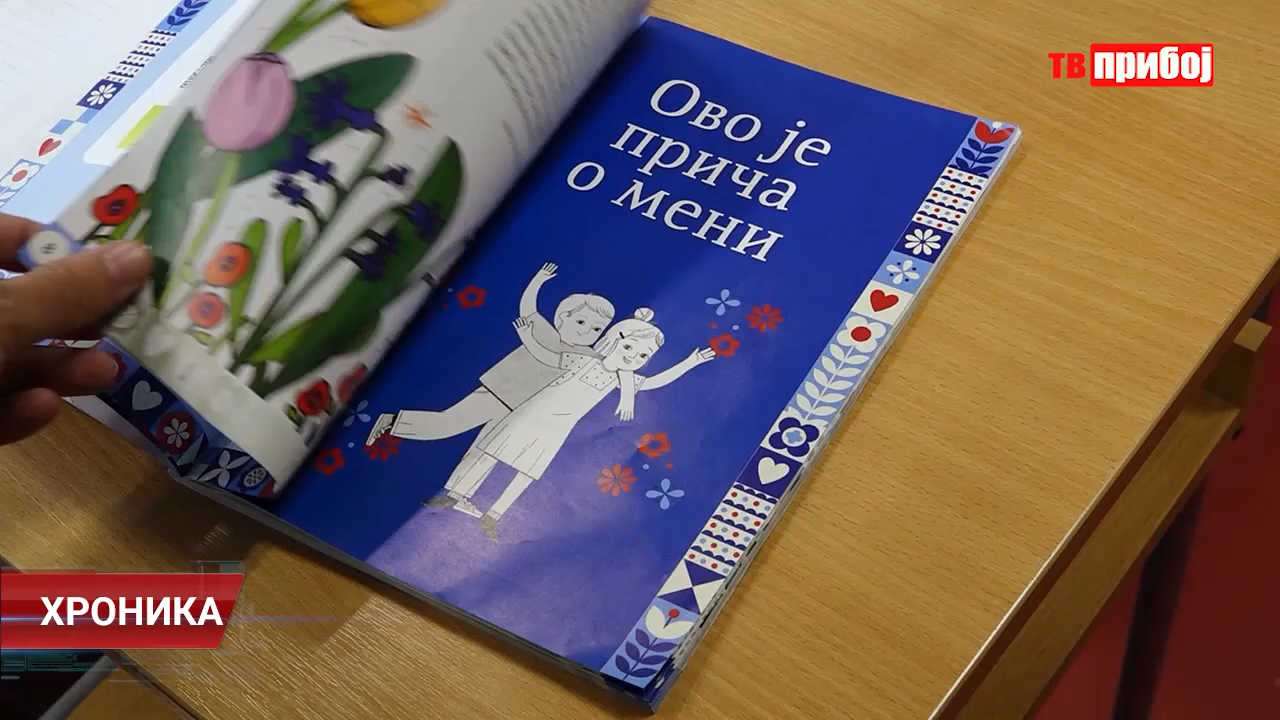 ТВ прибој
Ово је
прича
о мени
ХРОНИКА